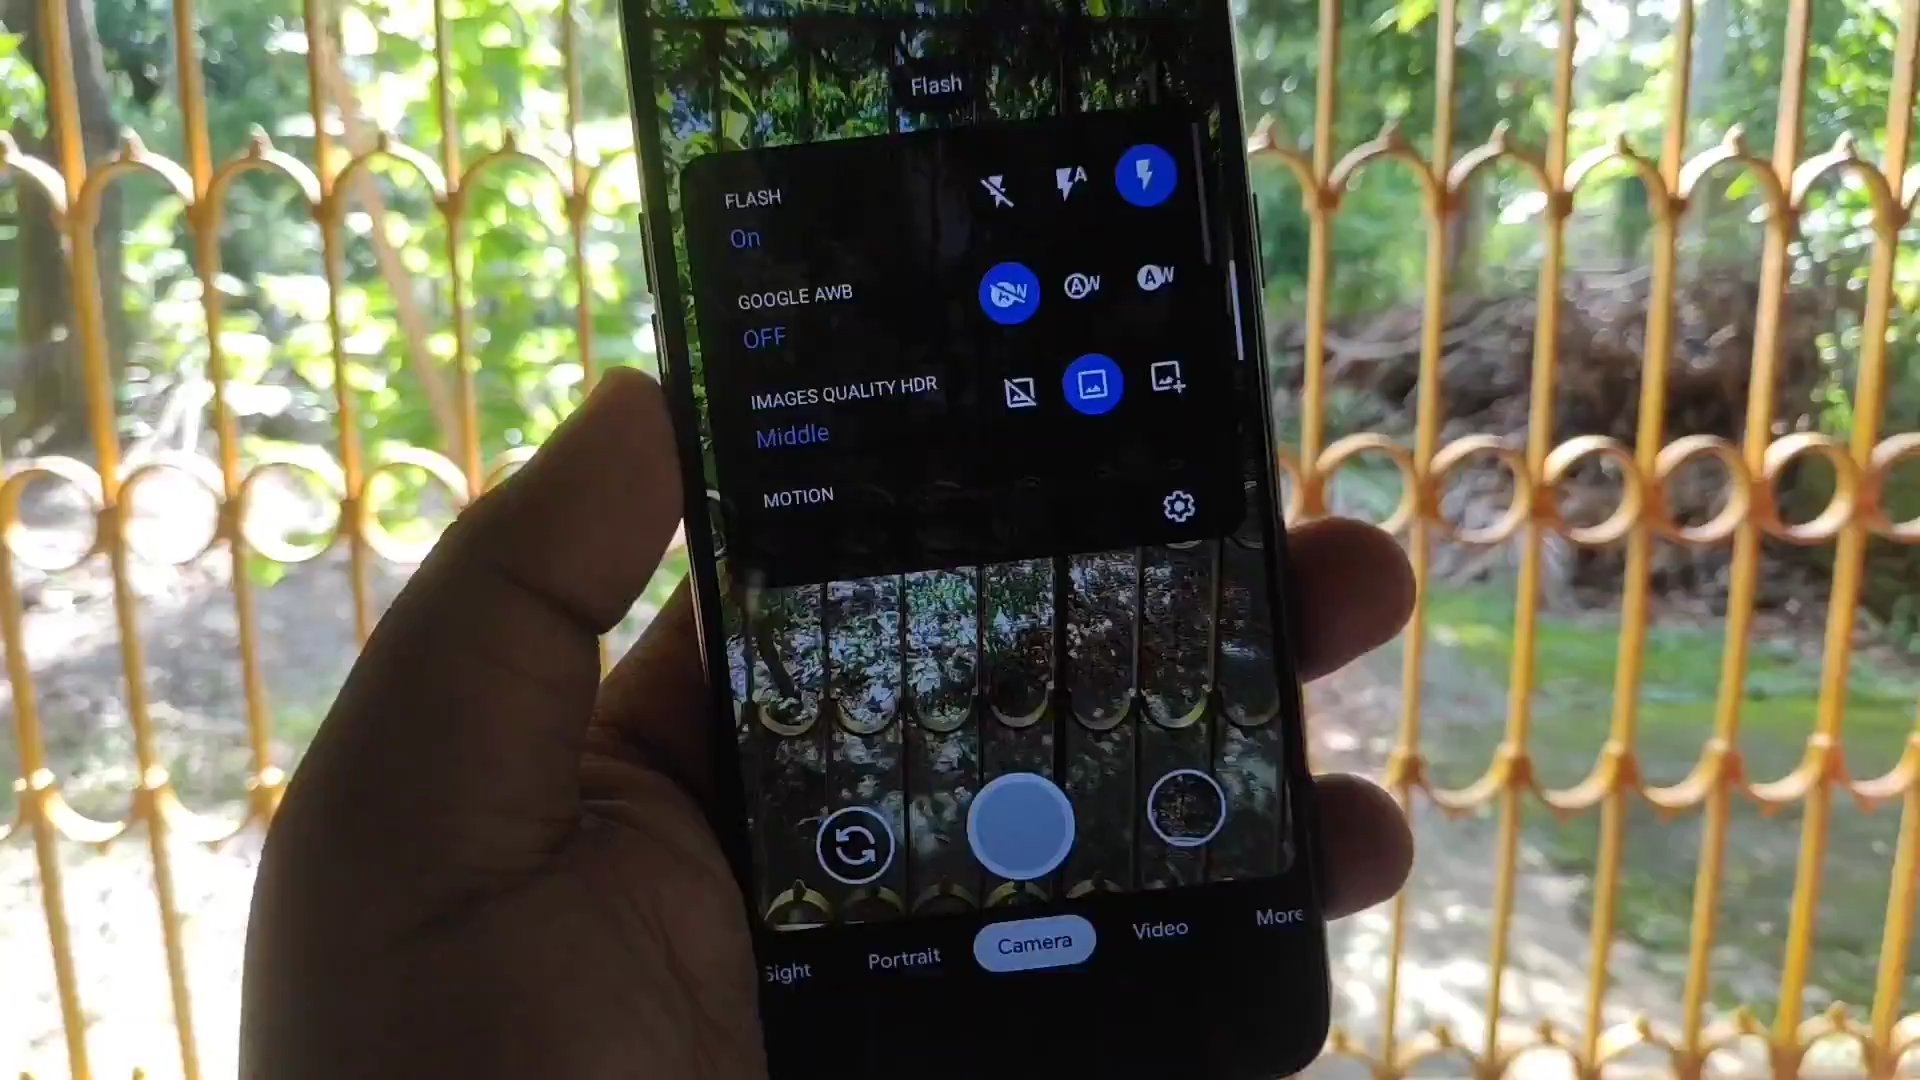 Flash
FLASH
On
GOOGLE AWB
OFF
IMAGES QUALITY HDR
Middle
MOTION
Sight
Portrait
Camera
Video
More